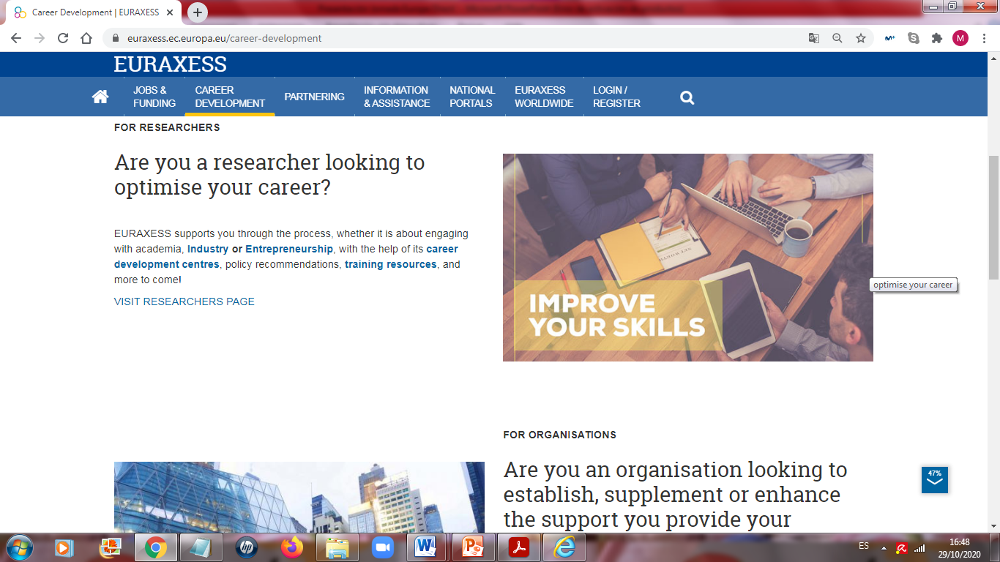 Career Development | EURAXESS
euraxess.ec.europa.eu/career-development
M
EURAXESS
JOBS &
FUNDING
CAREER
DEVELOPMENT
PARTNERING
INFORMATION
& ASSISTANCE
NATIONAL
PORTALS
EURAXESS
WORLDWIDE
LOGIN /
REGISTER
FOR RESEARCHERS
Are you a researcher looking to
optimise your career?
EURAXESS supports you through the process, whether it is about engaging
with academia, Industry or Entrepreneurship, with the help of its career
development centres, policy recommendations, training resources, and
more to come!
VISIT RESEARCHERS PAGE
IMPROVE
YOUR SKILLS
optimise your career
FOR ORGANISATIONS
Are you an organisation looking to
establish, supplement or enhance
the support you provide your
47%
hp
ES
16:48
29/10/2020